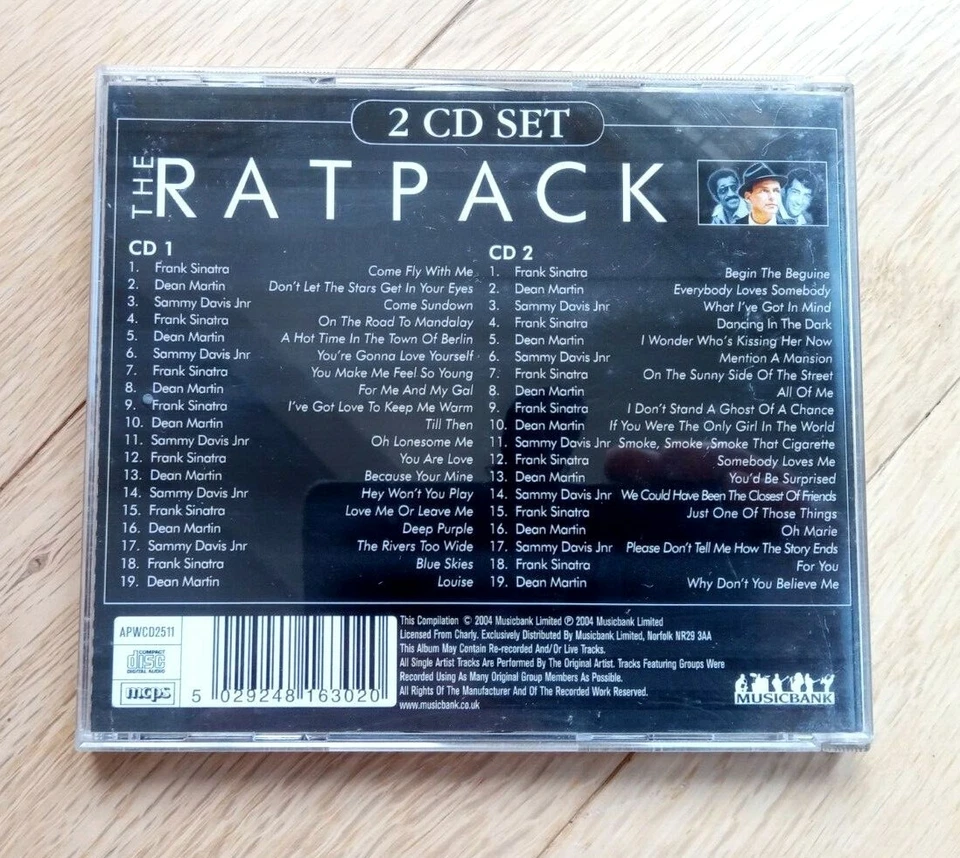 2 CD SET
THE RATPACK
CD 1
1. Frank Sinatra Come Fly With Me
2. Dean Martin Don't Let The Stars Get In Your Eyes
3. Sammy Davis Jnr Come Sundown
4. Frank Sinatra On The Road To Mandalay
5. Dean Martin A Hot Time In The Town Of Berlin
6. Sammy Davis Jnr You're Gonna Love Yourself
7. Frank Sinatra You Make Me Feel So Young
8. Dean Martin For Me And My Gal
9. Frank Sinatra I've Got Love To Keep Me Warm
10. Dean Martin Till Then
11. Sammy Davis Jnr Oh Lonesome Me
12. Frank Sinatra You Are Love
13. Dean Martin Because Your Mine
14. Sammy Davis Jnr Hey Won't You Play
15. Frank Sinatra Love Me Or Leave Me
16. Dean Martin Deep Purple
17. Sammy Davis Jnr The Rivers Too Wide
18. Frank Sinatra Blue Skies
19. Dean Martin Louise
CD 2
1. Frank Sinatra Begin The Beguine
2. Dean Martin Everybody Loves Somebody
3. Sammy Davis Jnr What I've Got In Mind
4. Frank Sinatra Dancing In The Dark
5. Dean Martin I Wonder Who's Kissing Her Now
6. Sammy Davis Jnr Mention A Mansion
7. Frank Sinatra On The Sunny Side Of The Street
8. Dean Martin All Of Me
9. Frank Sinatra I Don't Stand A Ghost Of A Chance
10. Dean Martin If You Were The Only Girl In The World
11. Sammy Davis Jnr Smoke, Smoke, Smoke That Cigarette
12. Frank Sinatra Somebody Loves Me
13. Dean Martin You'd Be Surprised
14. Sammy Davis Jnr We Could Have Been The Closest Of Friends
15. Frank Sinatra Just One Of Those Things
16. Dean Martin Oh Marie
17. Sammy Davis Jnr Please Don't Tell Me How The Story Ends
18. Frank Sinatra For You
19. Dean Martin Why Don't You Believe Me
APWCD2511
COMPACT
disc
DIGITAL AUDIO
mcps
5 029248 163020
This Compilation © 2004 Musicbank Limited ℗ 2004 Musicbank Limited
Licensed From Charly. Exclusively Distributed By Musicbank Limited, Norfolk NR29 3AA
This Album May Contain Re-recorded And/Or Live Tracks.
All Single Artist Tracks Are Performed By The Original Artist. Tracks Featuring Groups Were
Recorded Using As Many Original Group Members As Possible.
All Rights Of The Manufacturer And Of The Recorded Work Reserved.
www.musicbank.co.uk
MUSICBANK